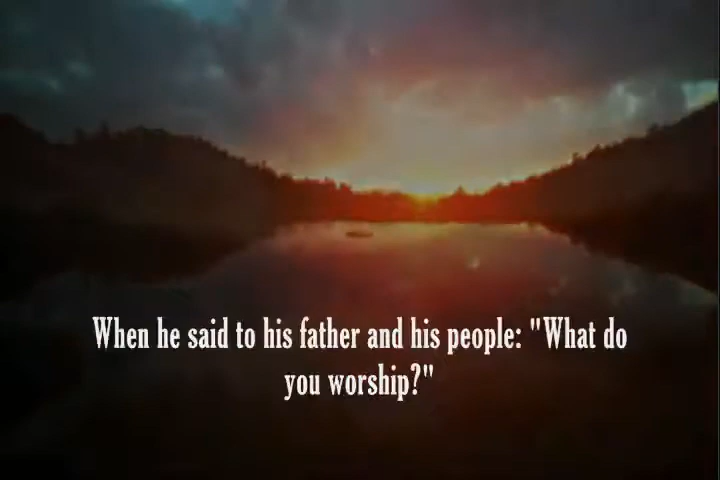 When he said to his father and his people: "What do
you worship?"